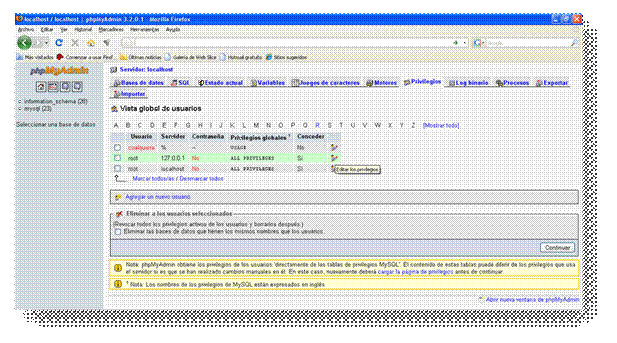 localhost / localhost | phpMyAdmin 3.2.0.1 - Mozilla Firefox
Archivo Editar Ver Historial Marcadores Herramientas Ayuda
Más visitados Comenzar a usar Firef... Últimas noticias Galería de Web Slice Hotmail gratuito Sitios sugeridos
phpMyAdmin
information_schema (28)
mysql (23)
Seleccionar una base de datos
Servidor: localhost
Bases de datos SQL Estado actual Variables Juegos de caracteres Motores Privilegios Log binario Procesos Exportar
Importar
Vista global de usuarios
A B C D E F G H I J K L M N O P Q R S T U V W X Y Z [Mostrar todo]
Usuario Servidor Contraseña Privilegios globales ¹ Conceder
cualquiera % -- USAGE No
root 127.0.0.1 No ALL PRIVILEGES Sí
root localhost No ALL PRIVILEGES Sí
Editar los privilegios
Marcar todos/as / Desmarcar todos
Agregar un nuevo usuario
Eliminar a los usuarios seleccionados
(Revocar todos los privilegios activos de los usuarios y borrarlos después.)
Eliminar las bases de datos que tienen los mismos nombres que los usuarios.
Continuar
Nota: phpMyAdmin obtiene los privilegios de los usuarios 'directamente de las tablas de privilegios MySQL'. El contenido de estas tablas puede diferir de los privilegios que usa
el servidor si es que se han realizado cambios manuales en él. En este caso, nuevamente deberá cargar la página de privilegios antes de continuar.
¹ Nota: Los nombres de los privilegios de MySQL están expresados en inglés
Abrir nueva ventana de phpMyAdmin